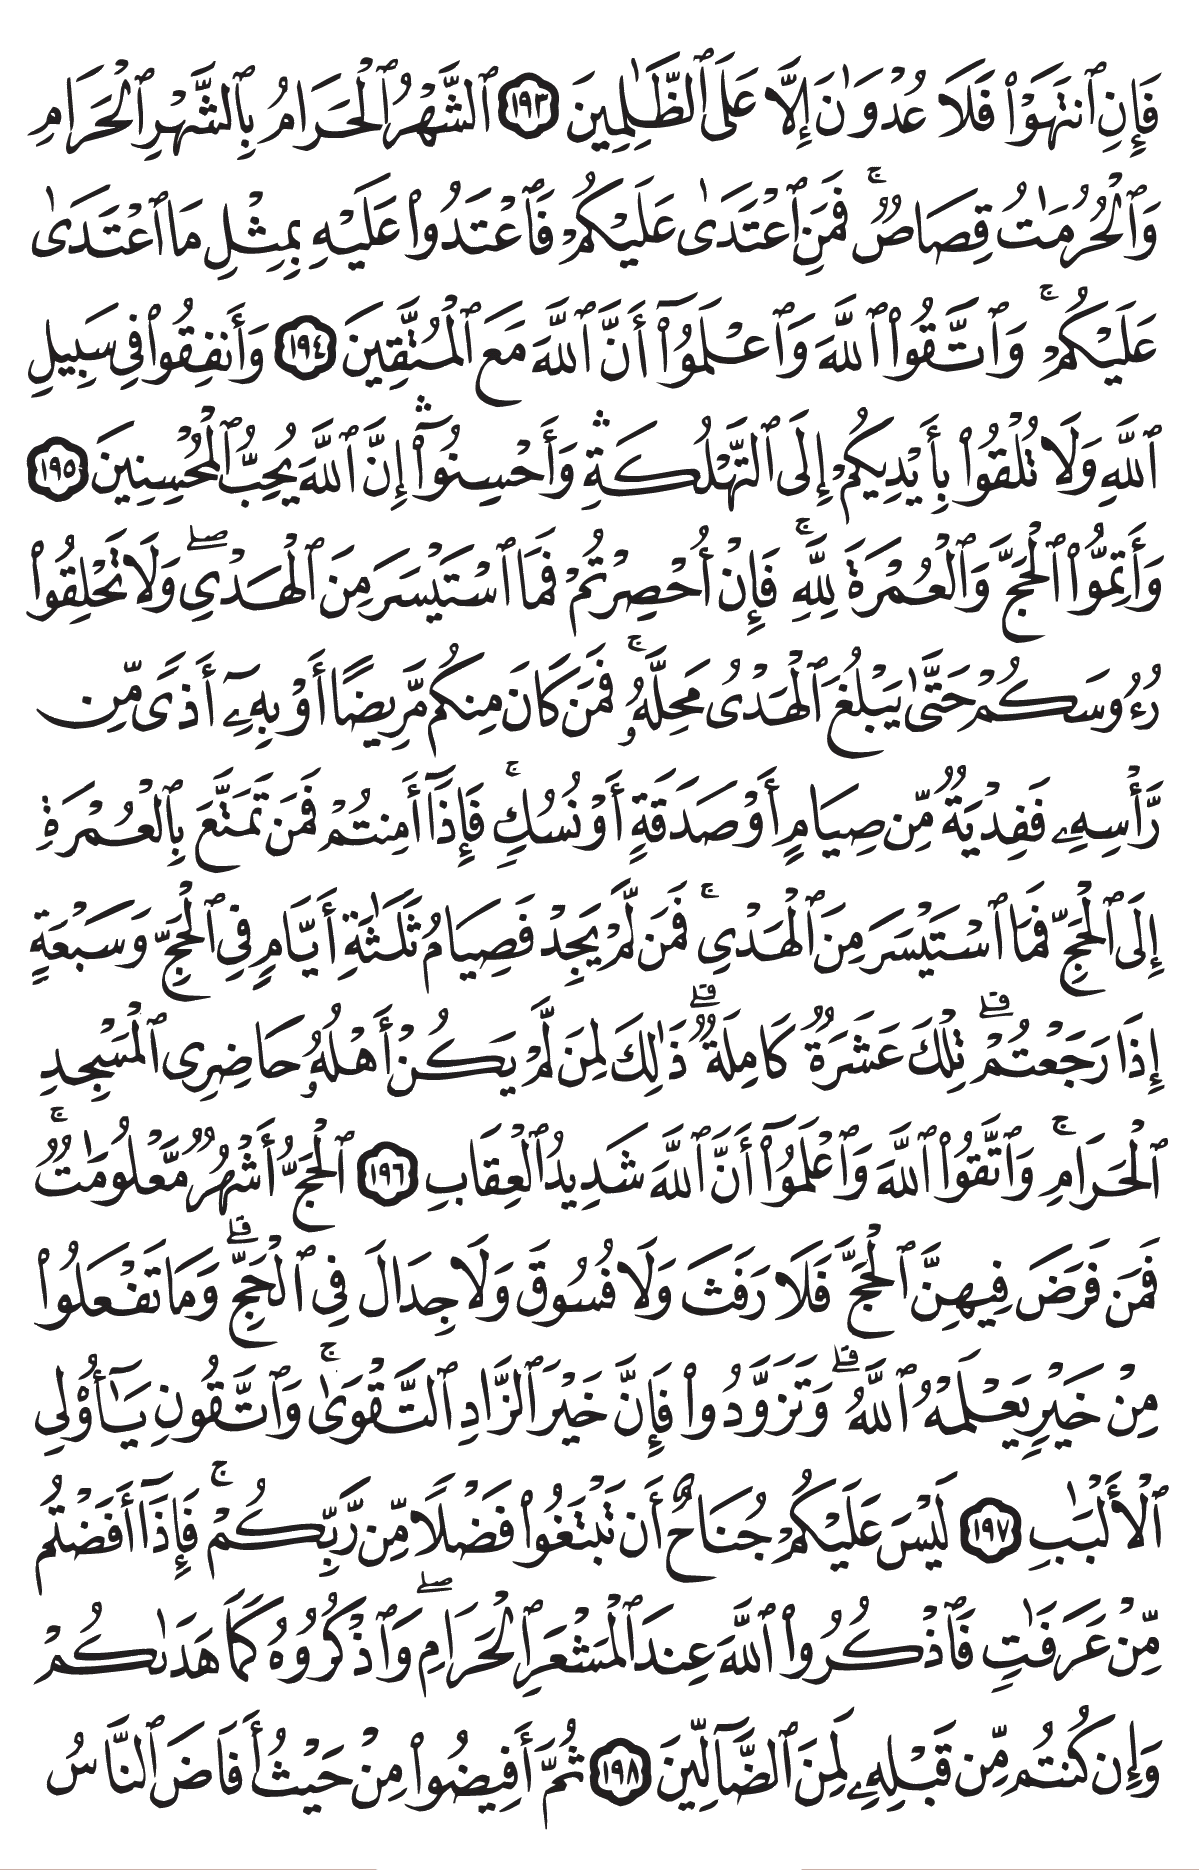 فَإِنِ ٱنتَهَوۡاْ فَلَا عُدۡوَٰنَ إِلَّا عَلَى ٱلظَّٰلِمِينَ ١٩٣ ٱلشَّهۡرُ ٱلۡحَرَامُ بِٱلشَّهۡرِ ٱلۡحَرَامِ
وَٱلۡحُرُمَٰتُ قِصَاصٞۚ فَمَنِ ٱعۡتَدَىٰ عَلَيۡكُمۡ فَٱعۡتَدُواْ عَلَيۡهِ بِمِثۡلِ مَا ٱعۡتَدَىٰ
عَلَيۡكُمۡۚ وَٱتَّقُواْ ٱللَّهَ وَٱعۡلَمُوٓاْ أَنَّ ٱللَّهَ مَعَ ٱلۡمُتَّقِينَ ١٩٤ وَأَنفِقُواْ فِي سَبِيلِ
ٱللَّهِ وَلَا تُلۡقُواْ بِأَيۡدِيكُمۡ إِلَى ٱلتَّهۡلُكَةِۛ وَأَحۡسِنُوٓاْۛ إِنَّ ٱللَّهَ يُحِبُّ ٱلۡمُحۡسِنِينَ ١٩٥
وَأَتِمُّواْ ٱلۡحَجَّ وَٱلۡعُمۡرَةَ لِلَّهِۚ فَإِنۡ أُحۡصِرۡتُمۡ فَمَا ٱسۡتَيۡسَرَ مِنَ ٱلۡهَدۡيِۖ وَلَا تَحۡلِقُواْ
رُءُوسَكُمۡ حَتَّىٰ يَبۡلُغَ ٱلۡهَدۡيُ مَحِلَّهُۥۚ فَمَن كَانَ مِنكُم مَّرِيضًا أَوۡ بِهِۦٓ أَذٗى مِّن
رَّأۡسِهِۦ فَفِدۡيَةٞ مِّن صِيَامٍ أَوۡ صَدَقَةٍ أَوۡ نُسُكٖۚ فَإِذَآ أَمِنتُمۡ فَمَن تَمَتَّعَ بِٱلۡعُمۡرَةِ
إِلَى ٱلۡحَجِّ فَمَا ٱسۡتَيۡسَرَ مِنَ ٱلۡهَدۡيِۚ فَمَن لَّمۡ يَجِدۡ فَصِيَامُ ثَلَٰثَةِ أَيَّامٖ فِي ٱلۡحَجِّ وَسَبۡعَةٍ
إِذَا رَجَعۡتُمۡۗ تِلۡكَ عَشَرَةٞ كَامِلَةٞۗ ذَٰلِكَ لِمَن لَّمۡ يَكُنۡ أَهۡلُهُۥ حَاضِرِي ٱلۡمَسۡجِدِ
ٱلۡحَرَامِۚ وَٱتَّقُواْ ٱللَّهَ وَٱعۡلَمُوٓاْ أَنَّ ٱللَّهَ شَدِيدُ ٱلۡعِقَابِ ١٩٦ ٱلۡحَجُّ أَشۡهُرٞ مَّعۡلُومَٰتٞۚ
فَمَن فَرَضَ فِيهِنَّ ٱلۡحَجَّ فَلَا رَفَثَ وَلَا فُسُوقَ وَلَا جِدَالَ فِي ٱلۡحَجِّۗ وَمَا تَفۡعَلُواْ
مِنۡ خَيۡرٖ يَعۡلَمۡهُ ٱللَّهُۗ وَتَزَوَّدُواْ فَإِنَّ خَيۡرَ ٱلزَّادِ ٱلتَّقۡوَىٰۚ وَٱتَّقُونِ يَٰٓأُوْلِي
ٱلۡأَلۡبَٰبِ ١٩٧ لَيۡسَ عَلَيۡكُمۡ جُنَاحٌ أَن تَبۡتَغُواْ فَضۡلٗا مِّن رَّبِّكُمۡۚ فَإِذَآ أَفَضۡتُم
مِّنۡ عَرَفَٰتٖ فَٱذۡكُرُواْ ٱللَّهَ عِندَ ٱلۡمَشۡعَرِ ٱلۡحَرَامِۖ وَٱذۡكُرُوهُ كَمَا هَدَىٰكُمۡ
وَإِن كُنتُم مِّن قَبۡلِهِۦ لَمِنَ ٱلضَّآلِّينَ ١٩٨ ثُمَّ أَفِيضُواْ مِنۡ حَيۡثُ أَفَاضَ ٱلنَّاسُ